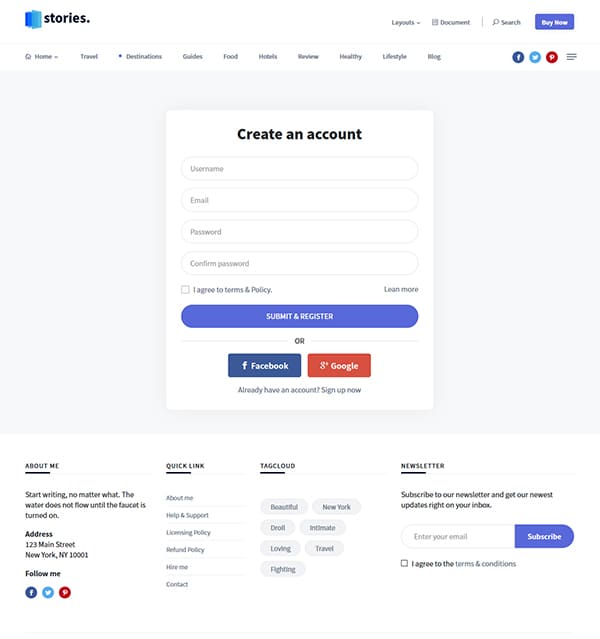 stories.
Layouts
Document
Search
Buy Now
Home
Travel
Destinations
Guides
Food
Hotels
Review
Healthy
Lifestyle
Blog
Create an account
Username
Email
Password
Confirm password
I agree to terms & Policy.
Lean more
SUBMIT & REGISTER
OR
Facebook
Google
Already have an account? Sign up now
ABOUT ME
Start writing, no matter what. The
water does not flow until the faucet is
turned on.
Address
123 Main Street
New York, NY 10001
Follow me
QUICK LINK
About me
Help & Support
Licensing Policy
Refund Policy
Hire me
Contact
TAGCLOUD
Beautiful
New York
Droll
Intimate
Loving
Travel
Fighting
NEWSLETTER
Subscribe to our newsletter and get our newest
updates right on your inbox.
Enter your email
Subscribe
I agree to the terms & conditions